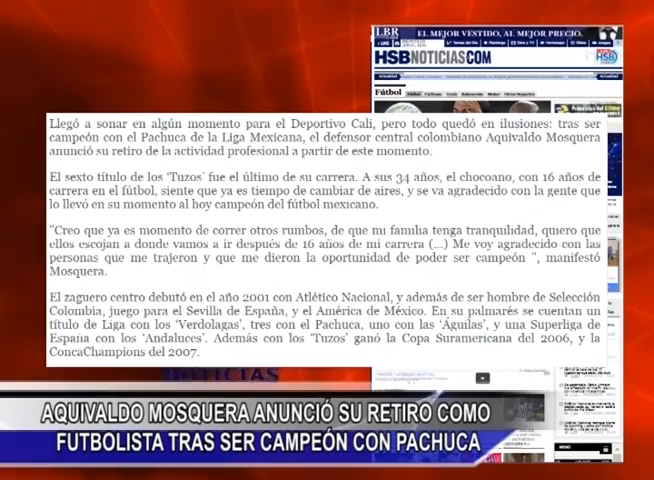 LBR
EL MEJOR VESTIDO, AL MEJOR PRECIO.
HSBNOTICIAS.COM
HSB
Fútbol
Llegó a sonar en algún momento para el Deportivo Cali, pero todo quedó en ilusiones: tras ser
campeón con el Pachuca de la Liga Mexicana, el defensor central colombiano Aquivaldo Mosquera
anunció su retiro de la actividad profesional a partir de este momento.
El sexto título de los 'Tuzos' fue el último de su carrera. A sus 34 años, el chocoano, con 16 años de
carrera en el fútbol, siente que ya es tiempo de cambiar de aires, y se va agradecido con la gente que
lo llevó en su momento al hoy campeón del fútbol mexicano.
"Creo que ya es momento de correr otros rumbos, de que mi familia tenga tranquilidad, quiero que
ellos escojan a donde vamos a ir después de 16 años de mi carrera (...) Me voy agradecido con las
personas que me trajeron y que me dieron la oportunidad de poder ser campeón ", manifestó
Mosquera.
El zaguero centro debutó en el año 2001 con Atlético Nacional, y además de ser hombre de Selección
Colombia, juego para el Sevilla de España, y el América de México. En su palmarés se cuentan un
título de Liga con los 'Verdolagas', tres con el Pachuca, uno con las 'Águilas', y una Superliga de
España con los 'Andaluces'. Además con los 'Tuzos' ganó la Copa Suramericana del 2006, y la
ConcaChampions del 2007.
NOTICIAS
AQUIVALDO MOSQUERA ANUNCIÓ SU RETIRO COMO
FUTBOLISTA TRAS SER CAMPEÓN CON PACHUCA